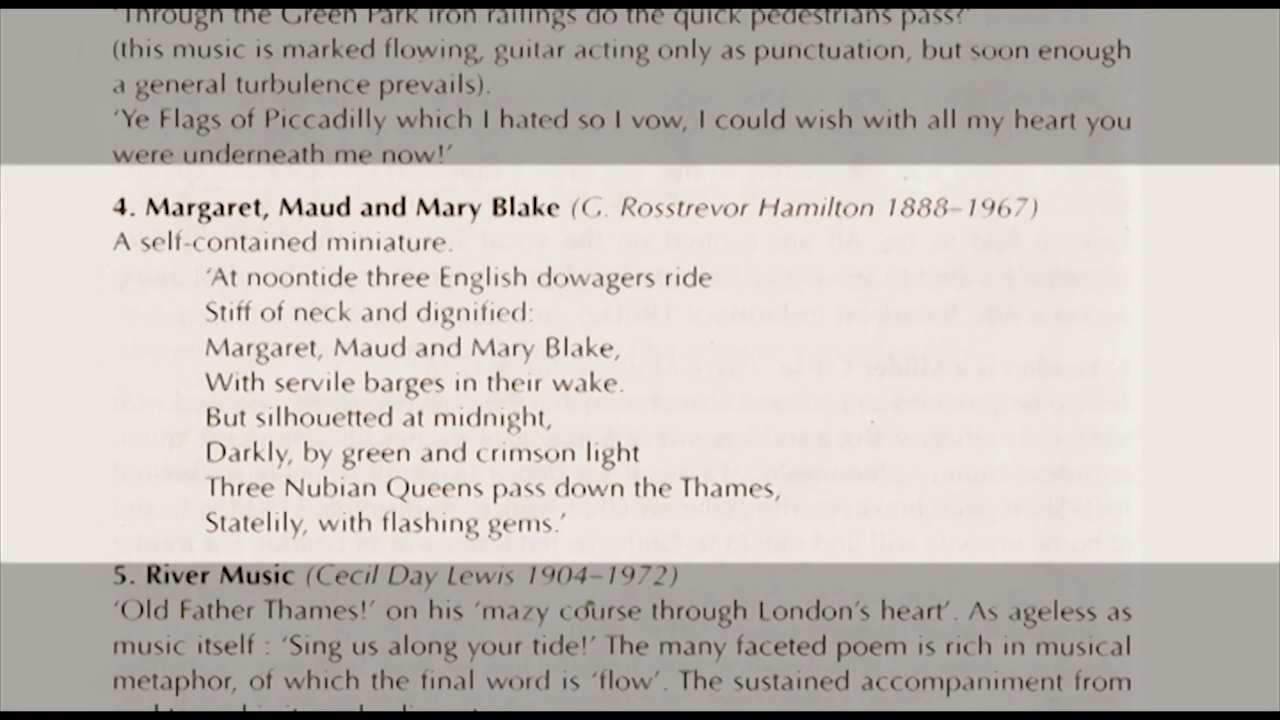 'Through the Green Park iron railings do the quick pedestrians pass?'
(this music is marked flowing, guitar acting only as punctuation, but soon enough
a general turbulence prevails).
'Ye Flags of Piccadilly which I hated so I vow, I could wish with all my heart you
were underneath me now!'
4. Margaret, Maud and Mary Blake (G. Rosstrevor Hamilton 1888–1967)
A self-contained miniature.
'At noontide three English dowagers ride
Stiff of neck and dignified:
Margaret, Maud and Mary Blake,
With servile barges in their wake.
But silhouetted at midnight,
Darkly, by green and crimson light
Three Nubian Queens pass down the Thames,
Statelily, with flashing gems.'
5. River Music (Cecil Day Lewis 1904–1972)
'Old Father Thames!' on his 'mazy course through London's heart'. As ageless as
music itself : 'Sing us along your tide!' The many faceted poem is rich in musical
metaphor, of which the final word is 'flow'. The sustained accompaniment from